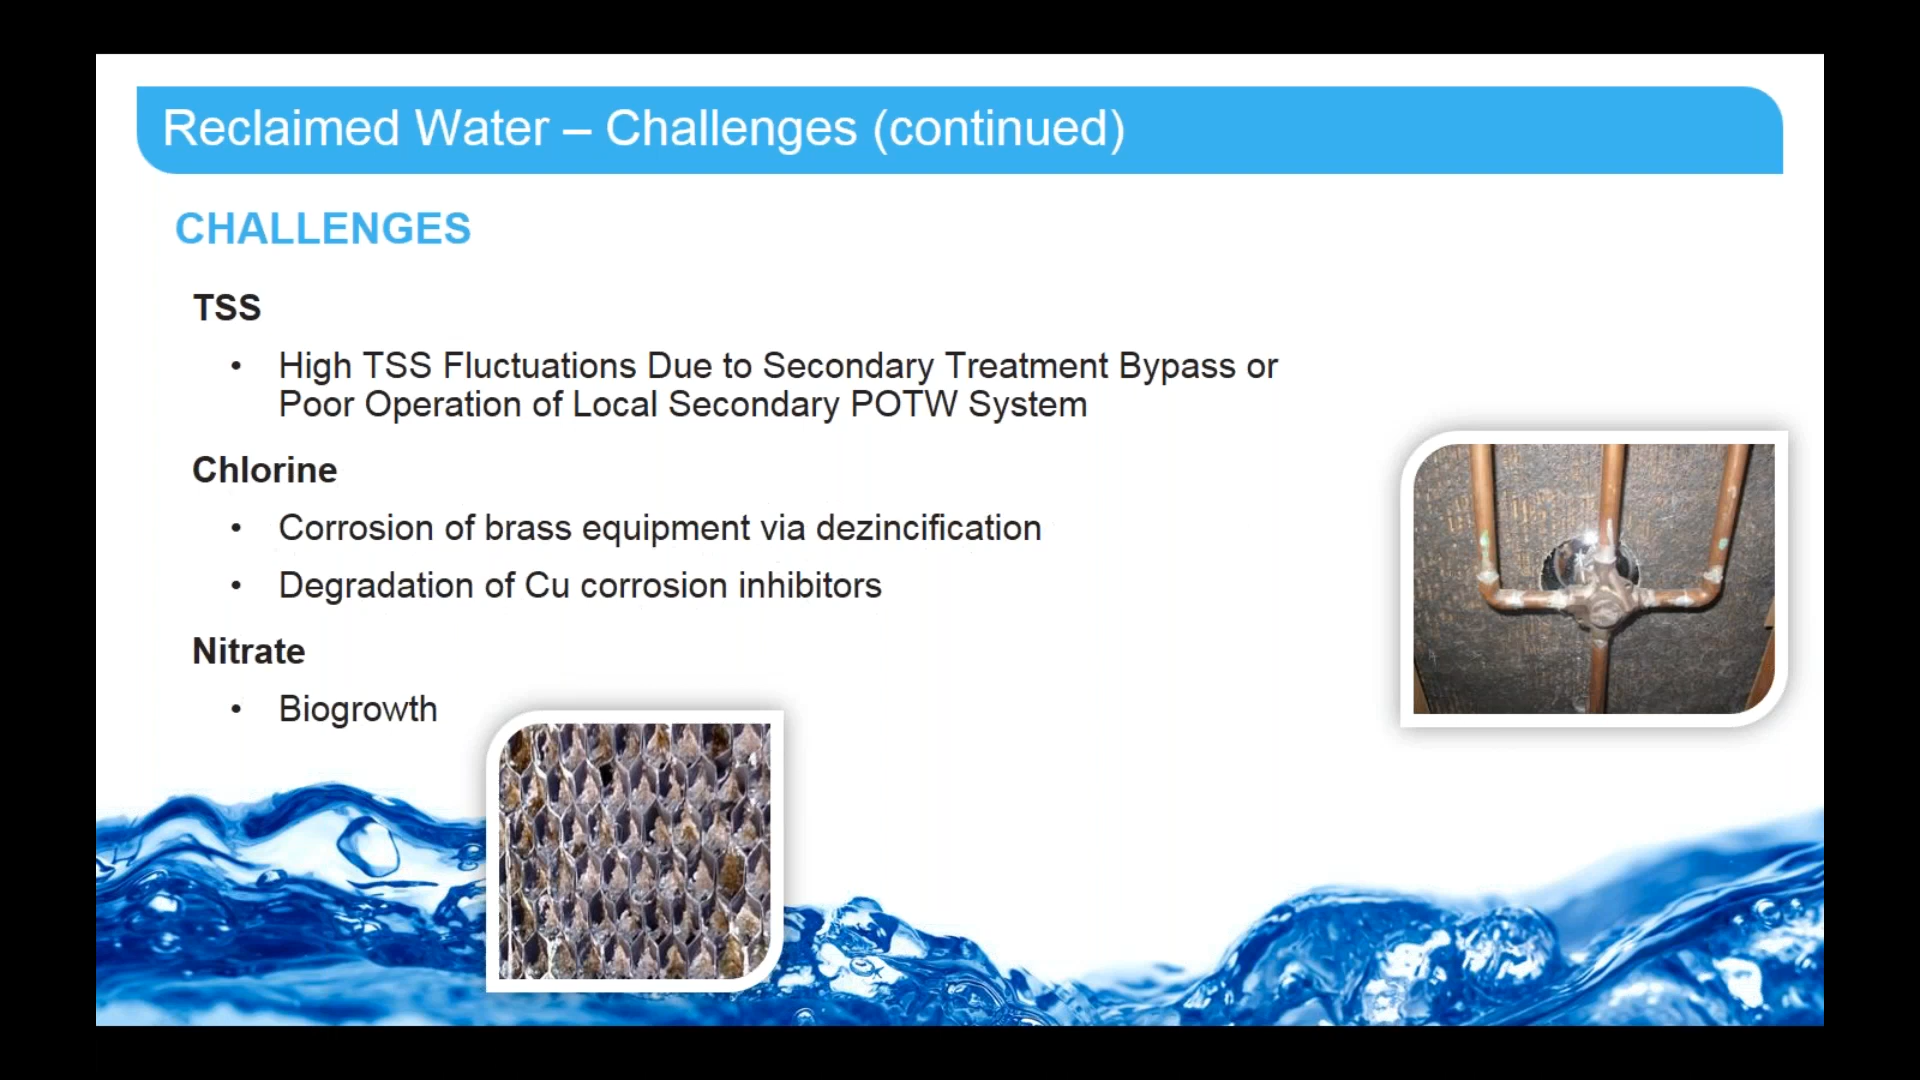 Reclaimed Water – Challenges (continued)
CHALLENGES
TSS
• High TSS Fluctuations Due to Secondary Treatment Bypass or
Poor Operation of Local Secondary POTW System
Chlorine
• Corrosion of brass equipment via dezincification
• Degradation of Cu corrosion inhibitors
Nitrate
• Biogrowth